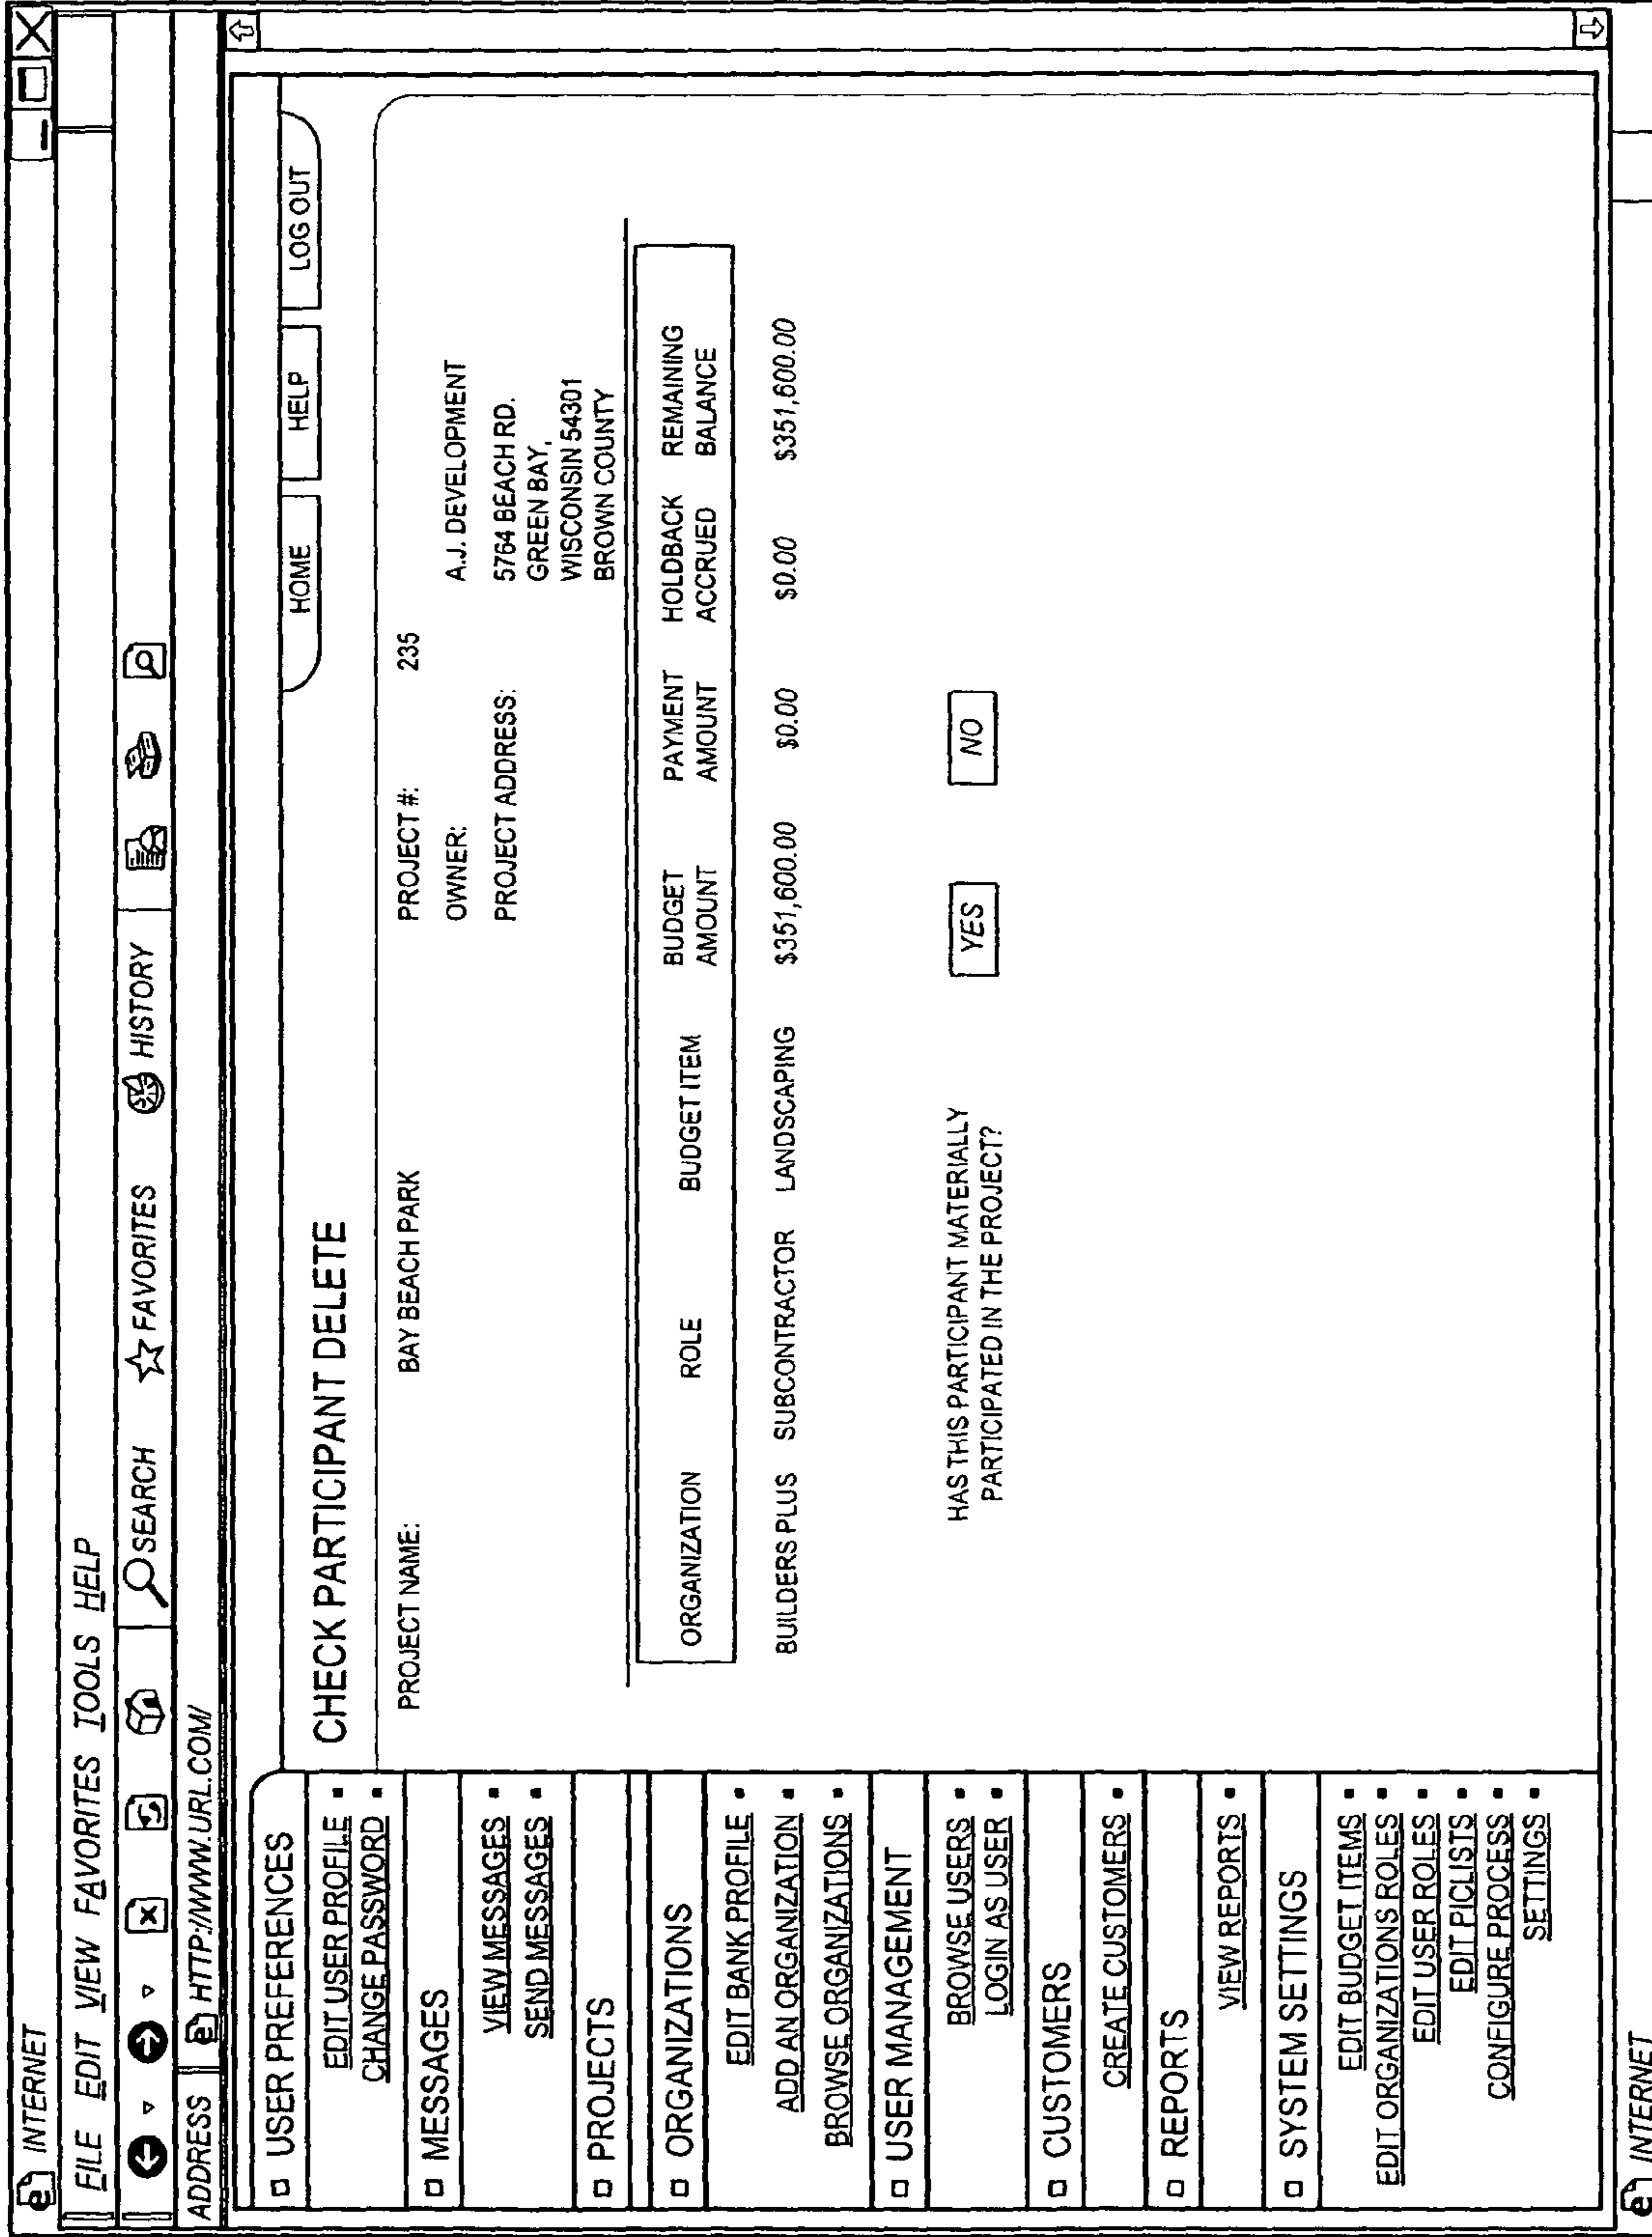 INTERNET
FILE EDIT VIEW FAVORITES TOOLS HELP
SEARCH FAVORITES HISTORY
ADDRESS HTTP://WWW.URL.COM/
HOME HELP LOG OUT
USER PREFERENCES
EDIT USER PROFILE
CHANGE PASSWORD
MESSAGES
VIEW MESSAGES
SEND MESSAGES
PROJECTS
ORGANIZATIONS
EDIT BANK PROFILE
ADD AN ORGANIZATION
BROWSE ORGANIZATIONS
USER MANAGEMENT
BROWSE USERS
LOGIN AS USER
CUSTOMERS
CREATE CUSTOMERS
REPORTS
VIEW REPORTS
SYSTEM SETTINGS
EDIT BUDGET ITEMS
EDIT ORGANIZATIONS ROLES
EDIT USER ROLES
EDIT PICLISTS
CONFIGURE PROCESS
SETTINGS
CHECK PARTICIPANT DELETE
PROJECT NAME: BAY BEACH PARK PROJECT #: 235
OWNER: A.J. DEVELOPMENT
PROJECT ADDRESS: 5764 BEACH RD.
GREEN BAY,
WISCONSIN 54301
BROWN COUNTY
ORGANIZATION ROLE BUDGET ITEM BUDGET AMOUNT PAYMENT AMOUNT HOLDBACK ACCRUED REMAINING BALANCE
BUILDERS PLUS SUBCONTRACTOR LANDSCAPING $351,600.00 $0.00 $0.00 $351,600.00
HAS THIS PARTICIPANT MATERIALLY
PARTICIPATED IN THE PROJECT?
YES NO
INTERNET